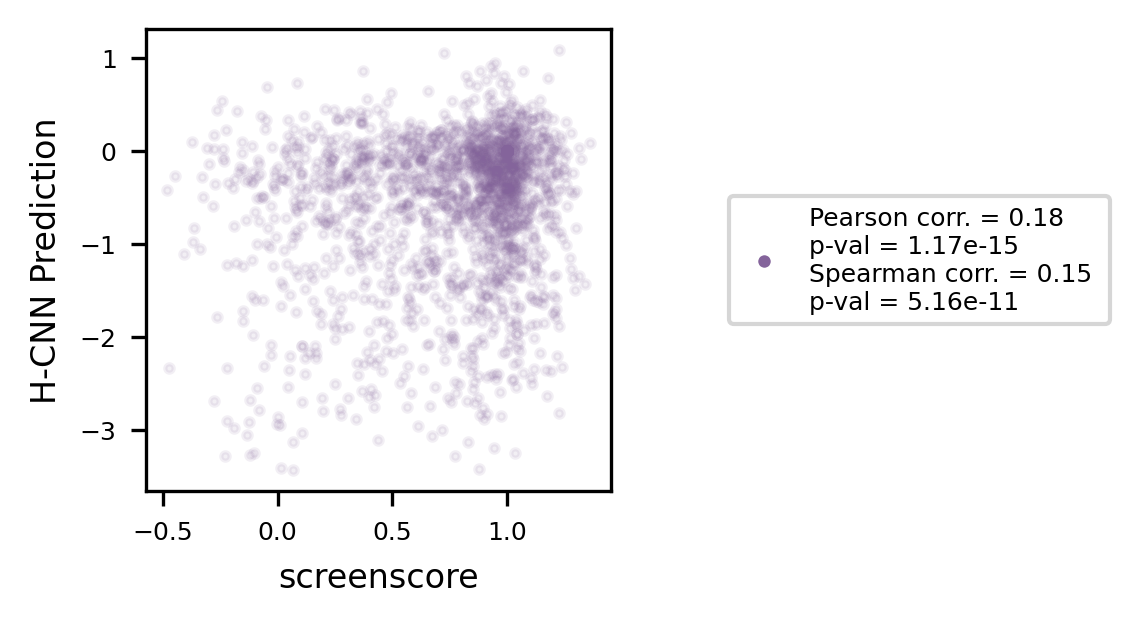 1
0
−1
−2
−3
H-CNN Prediction
−0.5
0.0
0.5
1.0
screenscore
Pearson corr. = 0.18
p-val = 1.17e-15
Spearman corr. = 0.15
p-val = 5.16e-11